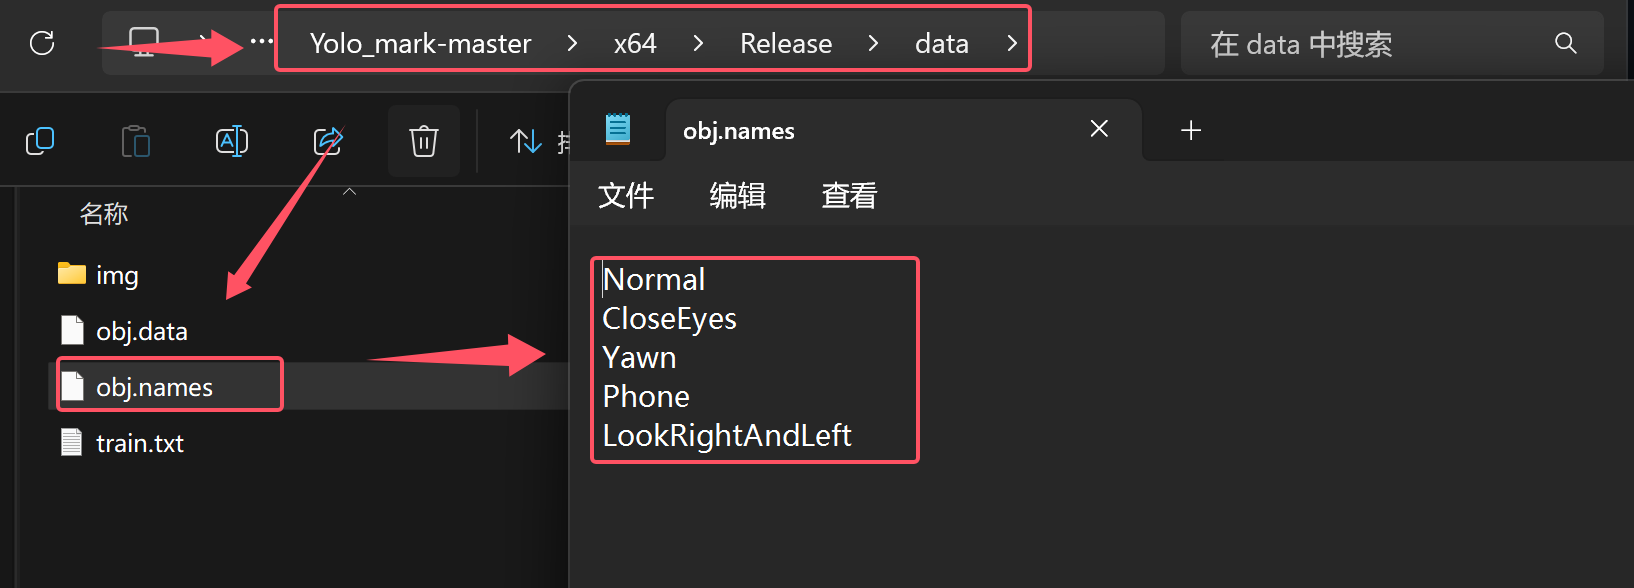 … Yolo_mark-master > x64 > Release > data >
在 data 中搜索
obj.names
文件 编辑 查看
名称
img
obj.data
obj.names
train.txt
Normal
CloseEyes
Yawn
Phone
LookRightAndLeft